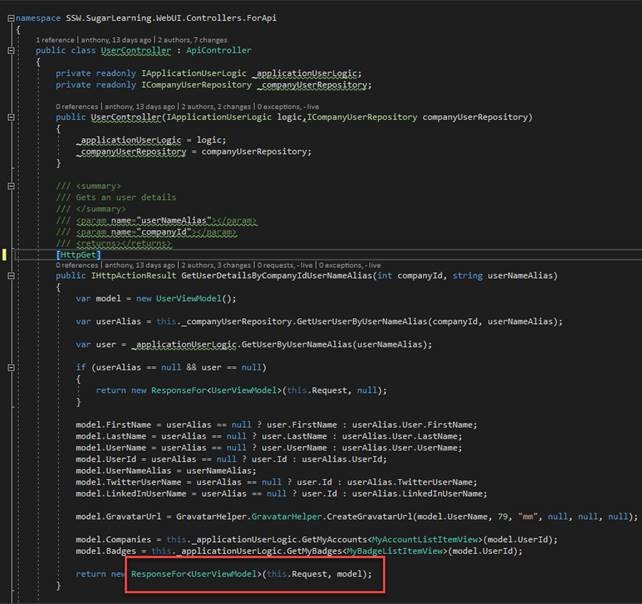 namespace SSW.SugarLearning.WebUI.Controllers.ForApi
{
1 reference | anthony, 13 days ago | 2 authors, 7 changes
public class UserController : ApiController
{
private readonly IApplicationUserLogic _applicationUserLogic;
private readonly ICompanyUserRepository _companyUserRepository;
0 references | anthony, 13 days ago | 2 authors, 2 changes | 0 exceptions, - live
public UserController(IApplicationUserLogic logic,ICompanyUserRepository companyUserRepository)
{
_applicationUserLogic = logic;
_companyUserRepository = companyUserRepository;
}
/// <summary>
/// Gets an user details
/// </summary>
/// <param name="userNameAlias"></param>
/// <param name="companyId"></param>
/// <returns></returns>
[HttpGet]
0 references | anthony, 13 days ago | 2 authors, 3 changes | 0 requests, - live | 0 exceptions, - live
public IHttpActionResult GetUserDetailsByCompanyIdUserNameAlias(int companyId, string userNameAlias)
{
var model = new UserViewModel();
var userAlias = this._companyUserRepository.GetUserUserByUserNameAlias(companyId, userNameAlias);
var user = _applicationUserLogic.GetUserByUserNameAlias(userNameAlias);
if (userAlias == null && user == null)
{
return new ResponseFor<UserViewModel>(this.Request, null);
}
model.FirstName = userAlias == null ? user.FirstName : userAlias.User.FirstName;
model.LastName = userAlias == null ? user.LastName : userAlias.User.LastName;
model.UserName = userAlias == null ? user.UserName : userAlias.User.UserName;
model.UserId = userAlias == null ? user.Id : userAlias.UserId;
model.UserNameAlias = userNameAlias;
model.TwitterUserName = userAlias == null ? user.Id : userAlias.TwitterUserName;
model.LinkedInUserName = userAlias == null ? user.Id : userAlias.LinkedInUserName;
model.GravatarUrl = GravatarHelper.GravatarHelper.CreateGravatarUrl(model.UserName, 79, "mm", null, null, null);
model.Companies = this._applicationUserLogic.GetMyAccounts<MyAccountListItemView>(model.UserId);
model.Badges = this._applicationUserLogic.GetMyBadges<MyBadgeListItemView>(model.UserId);
return new ResponseFor<UserViewModel>(this.Request, model);
}